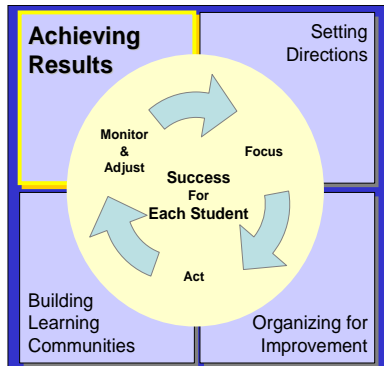 Achieving
Results
Setting
Directions
Monitor
&
Adjust
Focus
Success
For
Each Student
Act
Building
Learning
Communities
Organizing for
Improvement